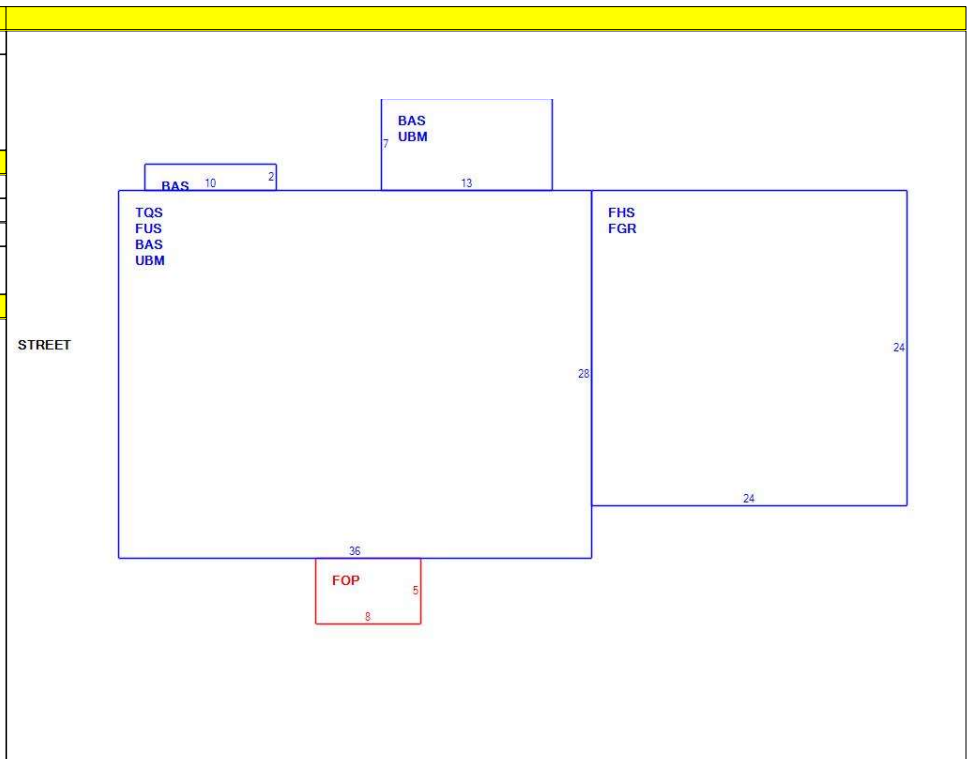 BAS
UBM
7
13
BAS 10 2
TQS
FUS
BAS
UBM
FHS
FGR
STREET
24
28
24
36
FOP
5
8